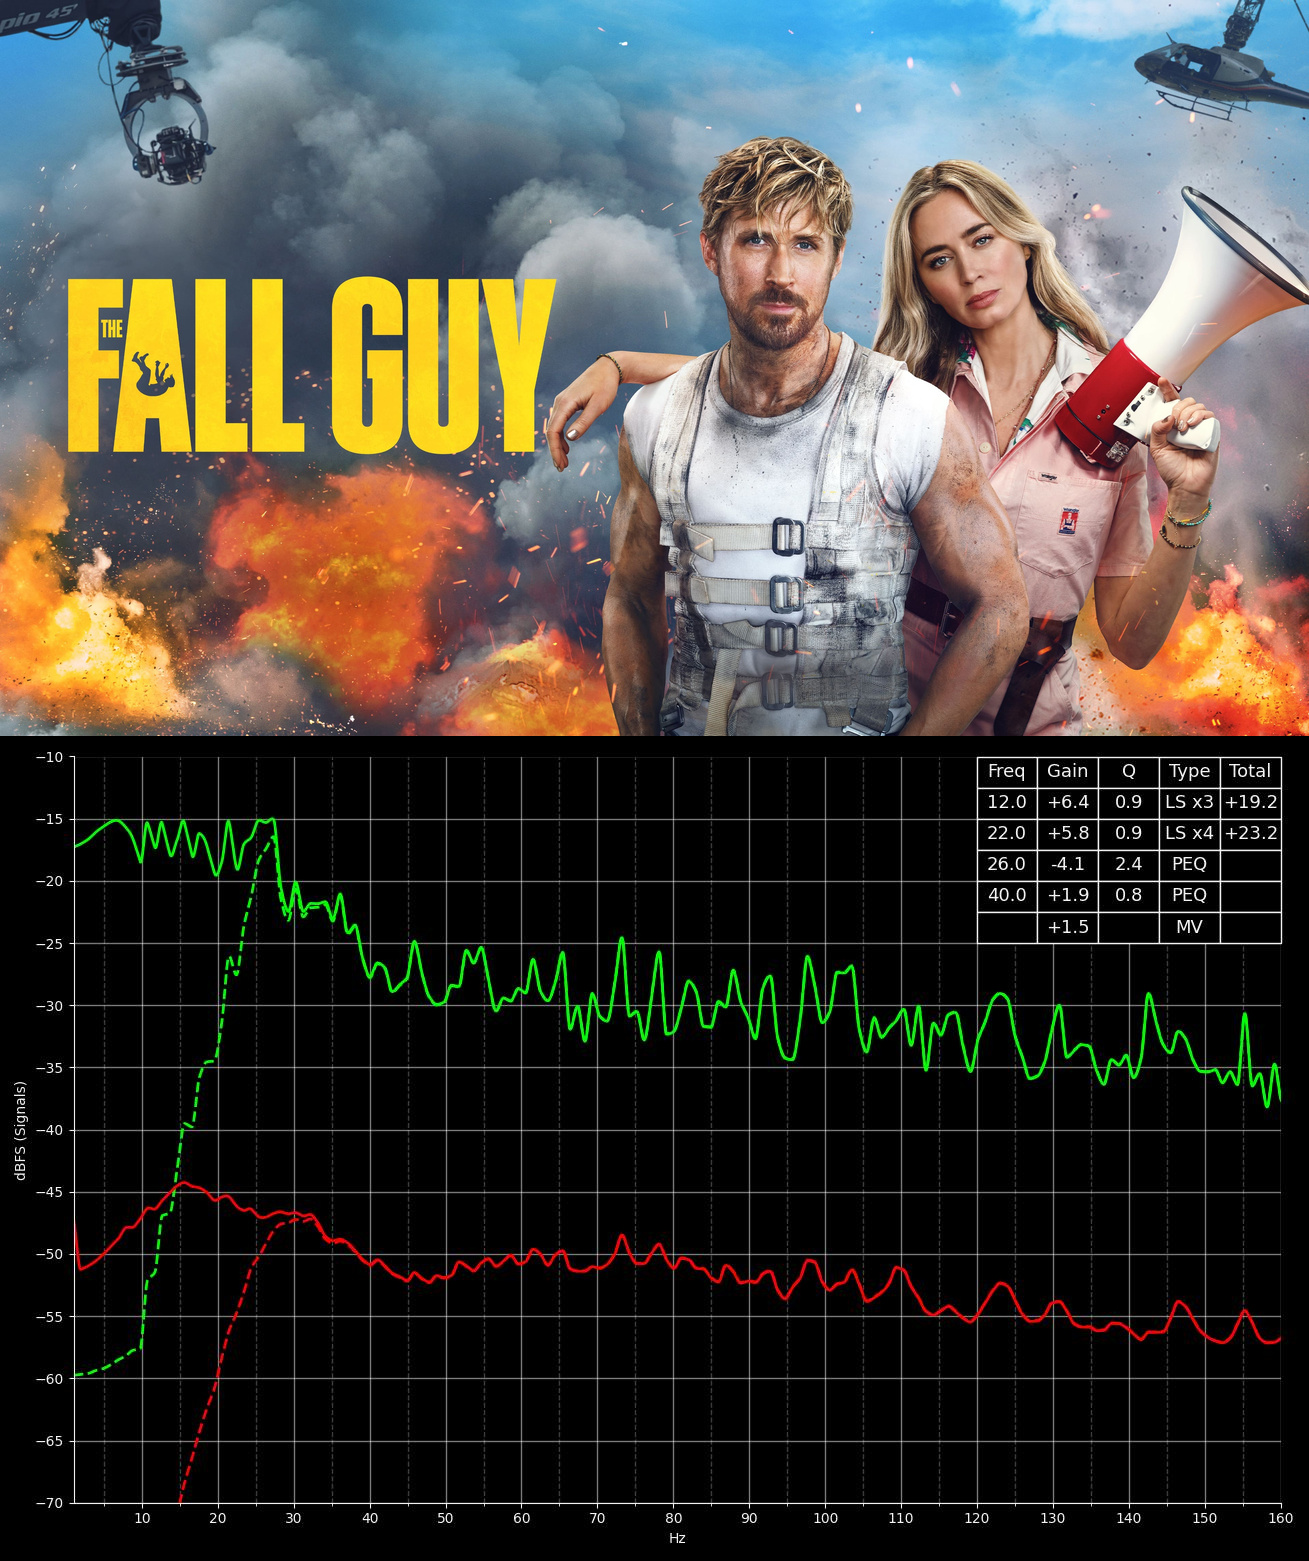 pio 45'
THE
FALL GUY
Freq Gain Q Type Total
12.0 +6.4 0.9 LS x3 +19.2
22.0 +5.8 0.9 LS x4 +23.2
26.0 -4.1 2.4 PEQ
40.0 +1.9 0.8 PEQ
+1.5 MV
−10
−15
−20
−25
−30
−35
−40
−45
−50
−55
−60
−65
−70
dBFS (Signals)
10 20 30 40 50 60 70 80 90 100 110 120 130 140 150 160
Hz